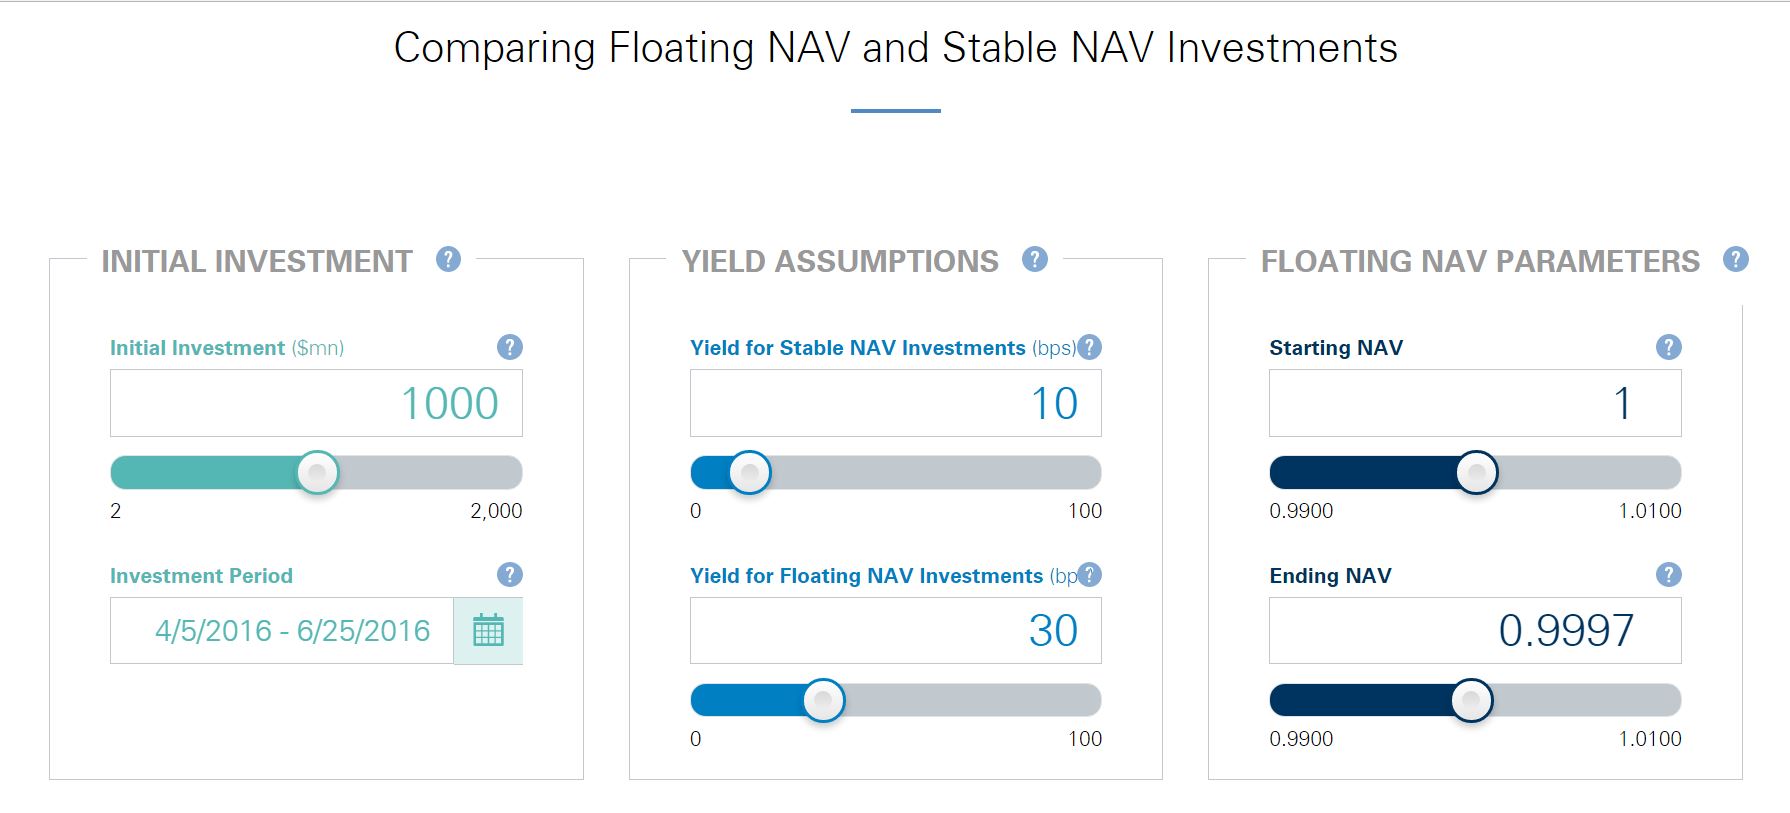 Comparing Floating NAV and Stable NAV Investments
INITIAL INVESTMENT ?
Initial Investment ($mn) ?
1000
2 2,000
Investment Period ?
4/5/2016 - 6/25/2016
YIELD ASSUMPTIONS ?
Yield for Stable NAV Investments (bps) ?
10
0 100
Yield for Floating NAV Investments (bp ?
30
0 100
FLOATING NAV PARAMETERS ?
Starting NAV ?
1
0.9900 1.0100
Ending NAV ?
0.9997
0.9900 1.0100